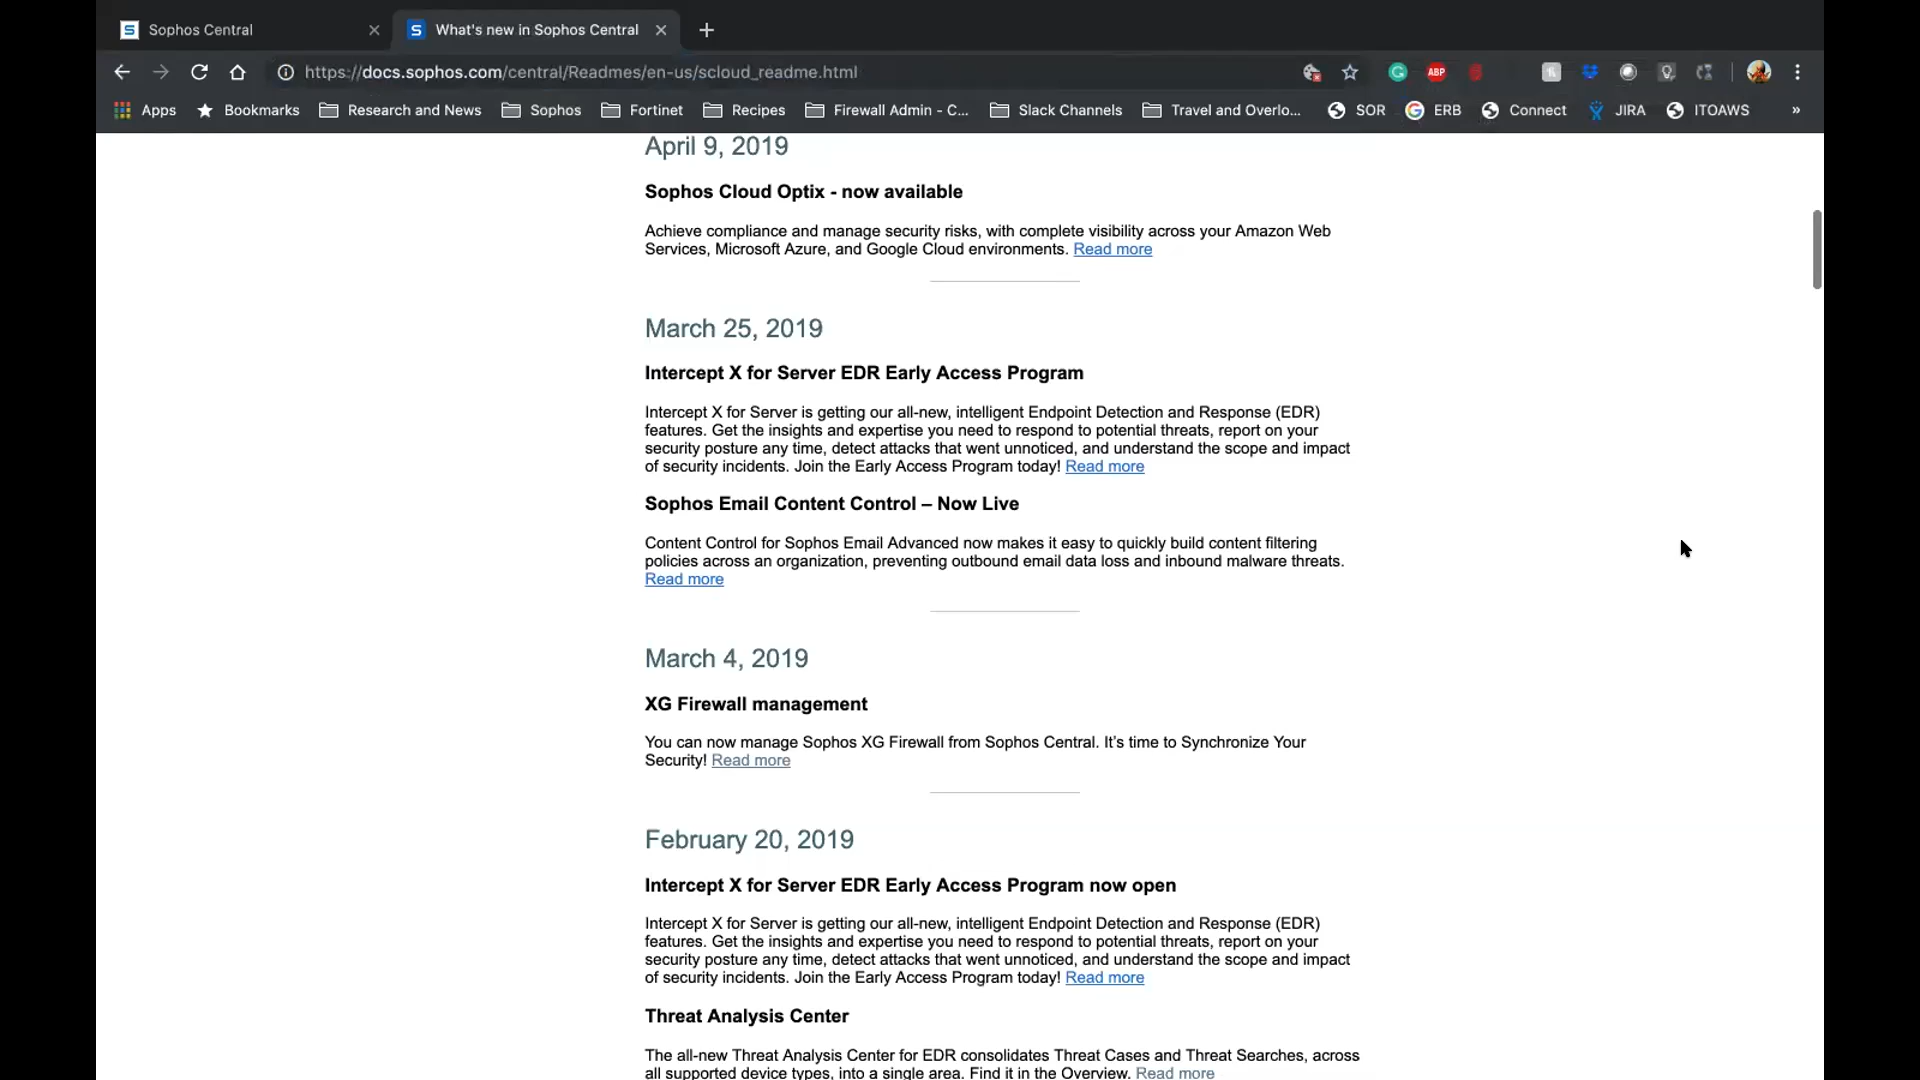 Sophos Central
What's new in Sophos Central
https://docs.sophos.com/central/Readmes/en-us/scloud_readme.html
ABP
Apps Bookmarks Research and News Sophos Fortinet Recipes Firewall Admin - C... Slack Channels Travel and Overlo... SOR ERB Connect JIRA ITOAWS »
April 9, 2019
Sophos Cloud Optix - now available
Achieve compliance and manage security risks, with complete visibility across your Amazon Web
Services, Microsoft Azure, and Google Cloud environments. Read more
March 25, 2019
Intercept X for Server EDR Early Access Program
Intercept X for Server is getting our all-new, intelligent Endpoint Detection and Response (EDR)
features. Get the insights and expertise you need to respond to potential threats, report on your
security posture any time, detect attacks that went unnoticed, and understand the scope and impact
of security incidents. Join the Early Access Program today! Read more
Sophos Email Content Control – Now Live
Content Control for Sophos Email Advanced now makes it easy to quickly build content filtering
policies across an organization, preventing outbound email data loss and inbound malware threats.
Read more
March 4, 2019
XG Firewall management
You can now manage Sophos XG Firewall from Sophos Central. It’s time to Synchronize Your
Security! Read more
February 20, 2019
Intercept X for Server EDR Early Access Program now open
Intercept X for Server is getting our all-new, intelligent Endpoint Detection and Response (EDR)
features. Get the insights and expertise you need to respond to potential threats, report on your
security posture any time, detect attacks that went unnoticed, and understand the scope and impact
of security incidents. Join the Early Access Program today! Read more
Threat Analysis Center
The all-new Threat Analysis Center for EDR consolidates Threat Cases and Threat Searches, across
all supported device types, into a single area. Find it in the Overview. Read more